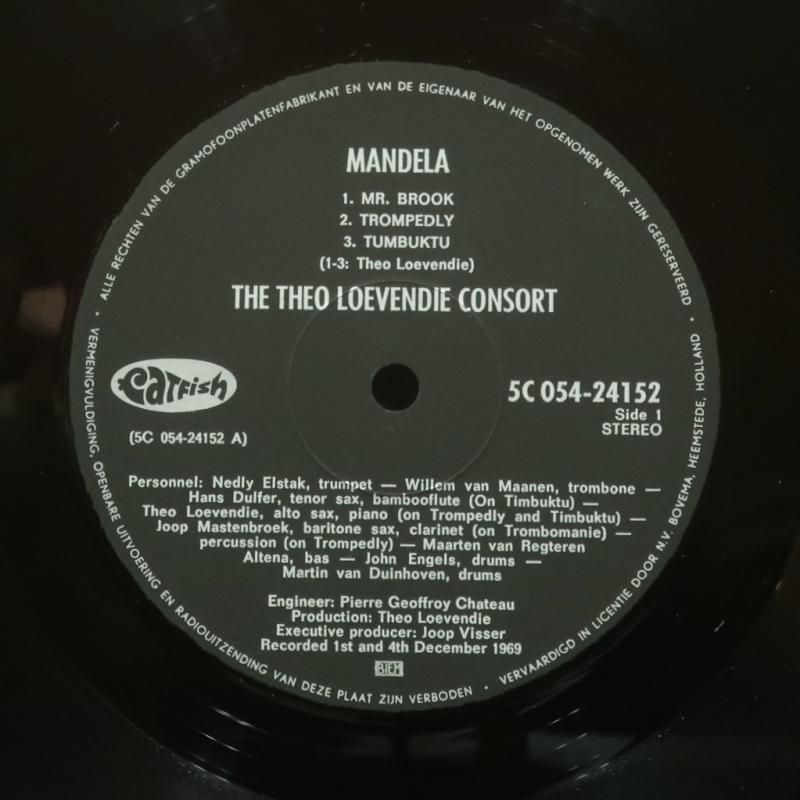 MANDELA
1. MR. BROOK
2. TROMPEDLY
3. TUMBUKTU
(1-3: Theo Loevendie)
THE THEO LOEVENDIE CONSORT
Catfish
(5C 054-24152 A)
5C 054-24152
Side 1
STEREO
Personnel: Nedly Elstak, trumpet — Willem van Maanen, trombone —
Hans Dulfer, tenor sax, bambooflute (On Timbuktu) —
Theo Loevendie, alto sax, piano (on Trompedly and Timbuktu) —
Joop Mastenbroek, baritone sax, clarinet (on Trombomanie) —
percussion (on Trompedly) — Maarten van Regteren
Altena, bas — John Engels, drums —
Martin van Duinhoven, drums
Engineer: Pierre Geoffroy Chateau
Production: Theo Loevendie
Executive producer: Joop Visser
Recorded 1st and 4th December 1969
BIEM
ALLE RECHTEN VAN DE GRAMOFOONPLATENFABRIKANT EN VAN DE EIGENAAR VAN HET OPGENOMEN WERK ZIJN GERESERVEERD •
VERMENIGVULDIGING, OPENBARE UITVOERING EN RADIOUITZENDING VAN DEZE PLAAT ZIJN VERBODEN •
VERVAARDIGD IN LICENTIE DOOR N.V. BOVEMA, HEEMSTEDE, HOLLAND •